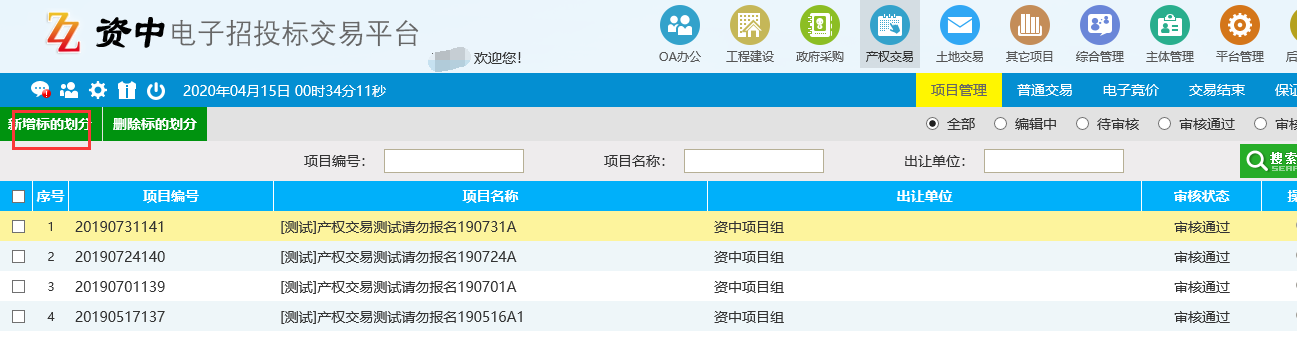 资中 电子招投标交易平台
欢迎您!
OA办公 工程建设 政府采购 产权交易 土地交易 其它项目 综合管理 主体管理 平台管理 后
2020年04月15日 00时34分11秒
项目管理 普通交易 电子竞价 交易结束 保证
新增标的划分 删除标的划分
全部 编辑中 待审核 审核通过 审核
项目编号: 项目名称: 出让单位: 搜索
序号 项目编号 项目名称 出让单位 审核状态
1 20190731141 [测试]产权交易测试请勿报名190731A 资中项目组 审核通过
2 20190724140 [测试]产权交易测试请勿报名190724A 资中项目组 审核通过
3 20190701139 [测试]产权交易测试请勿报名190701A 资中项目组 审核通过
4 20190517137 [测试]产权交易测试请勿报名190516A1 资中项目组 审核通过